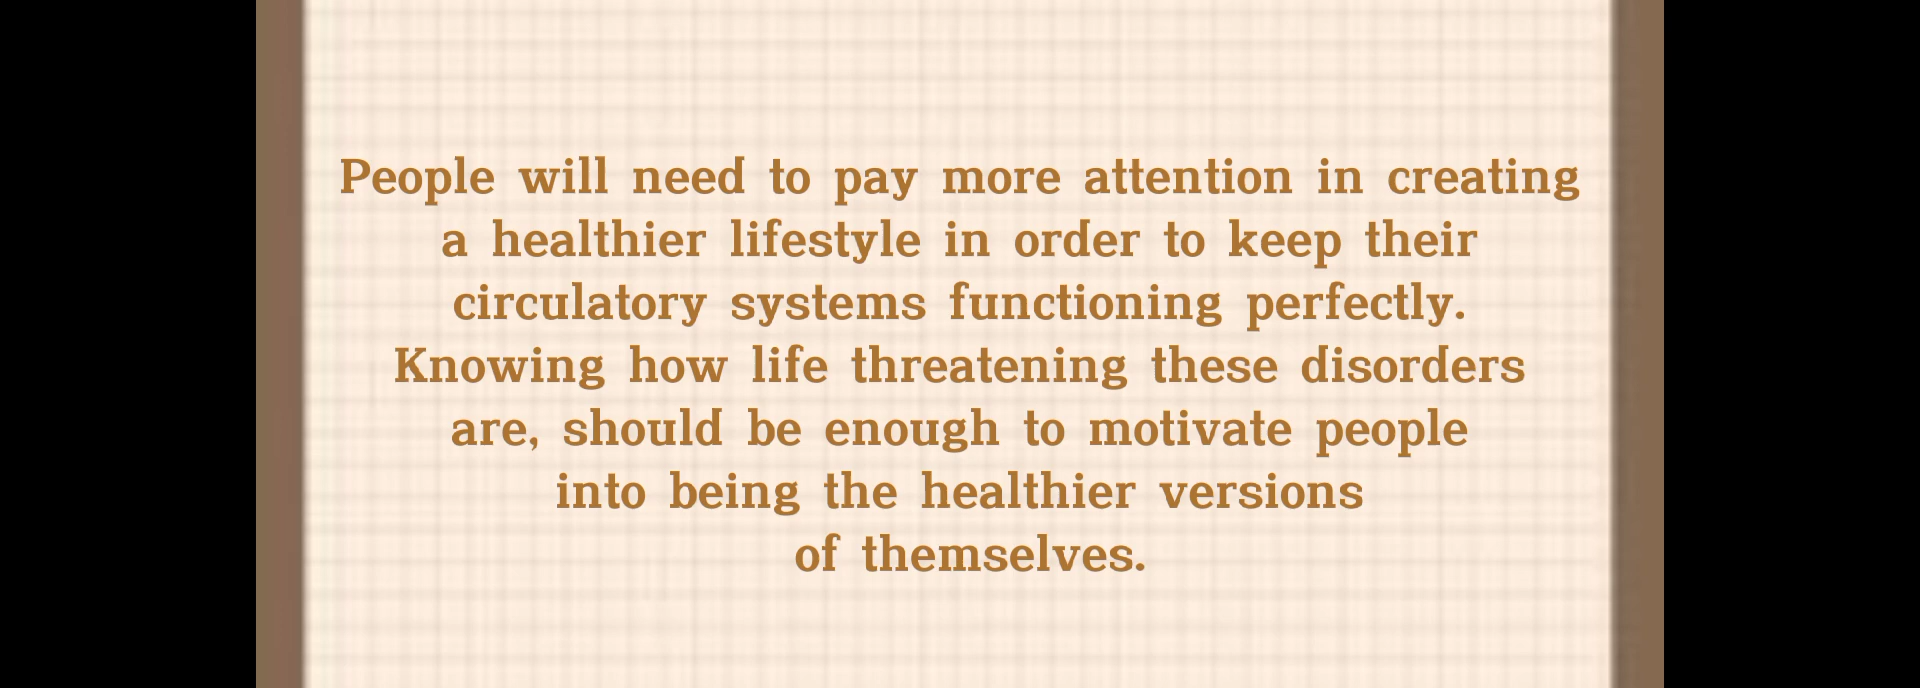 People will need to pay more attention in creating
a healthier lifestyle in order to keep their
circulatory systems functioning perfectly.
Knowing how life threatening these disorders
are, should be enough to motivate people
into being the healthier versions
of themselves.